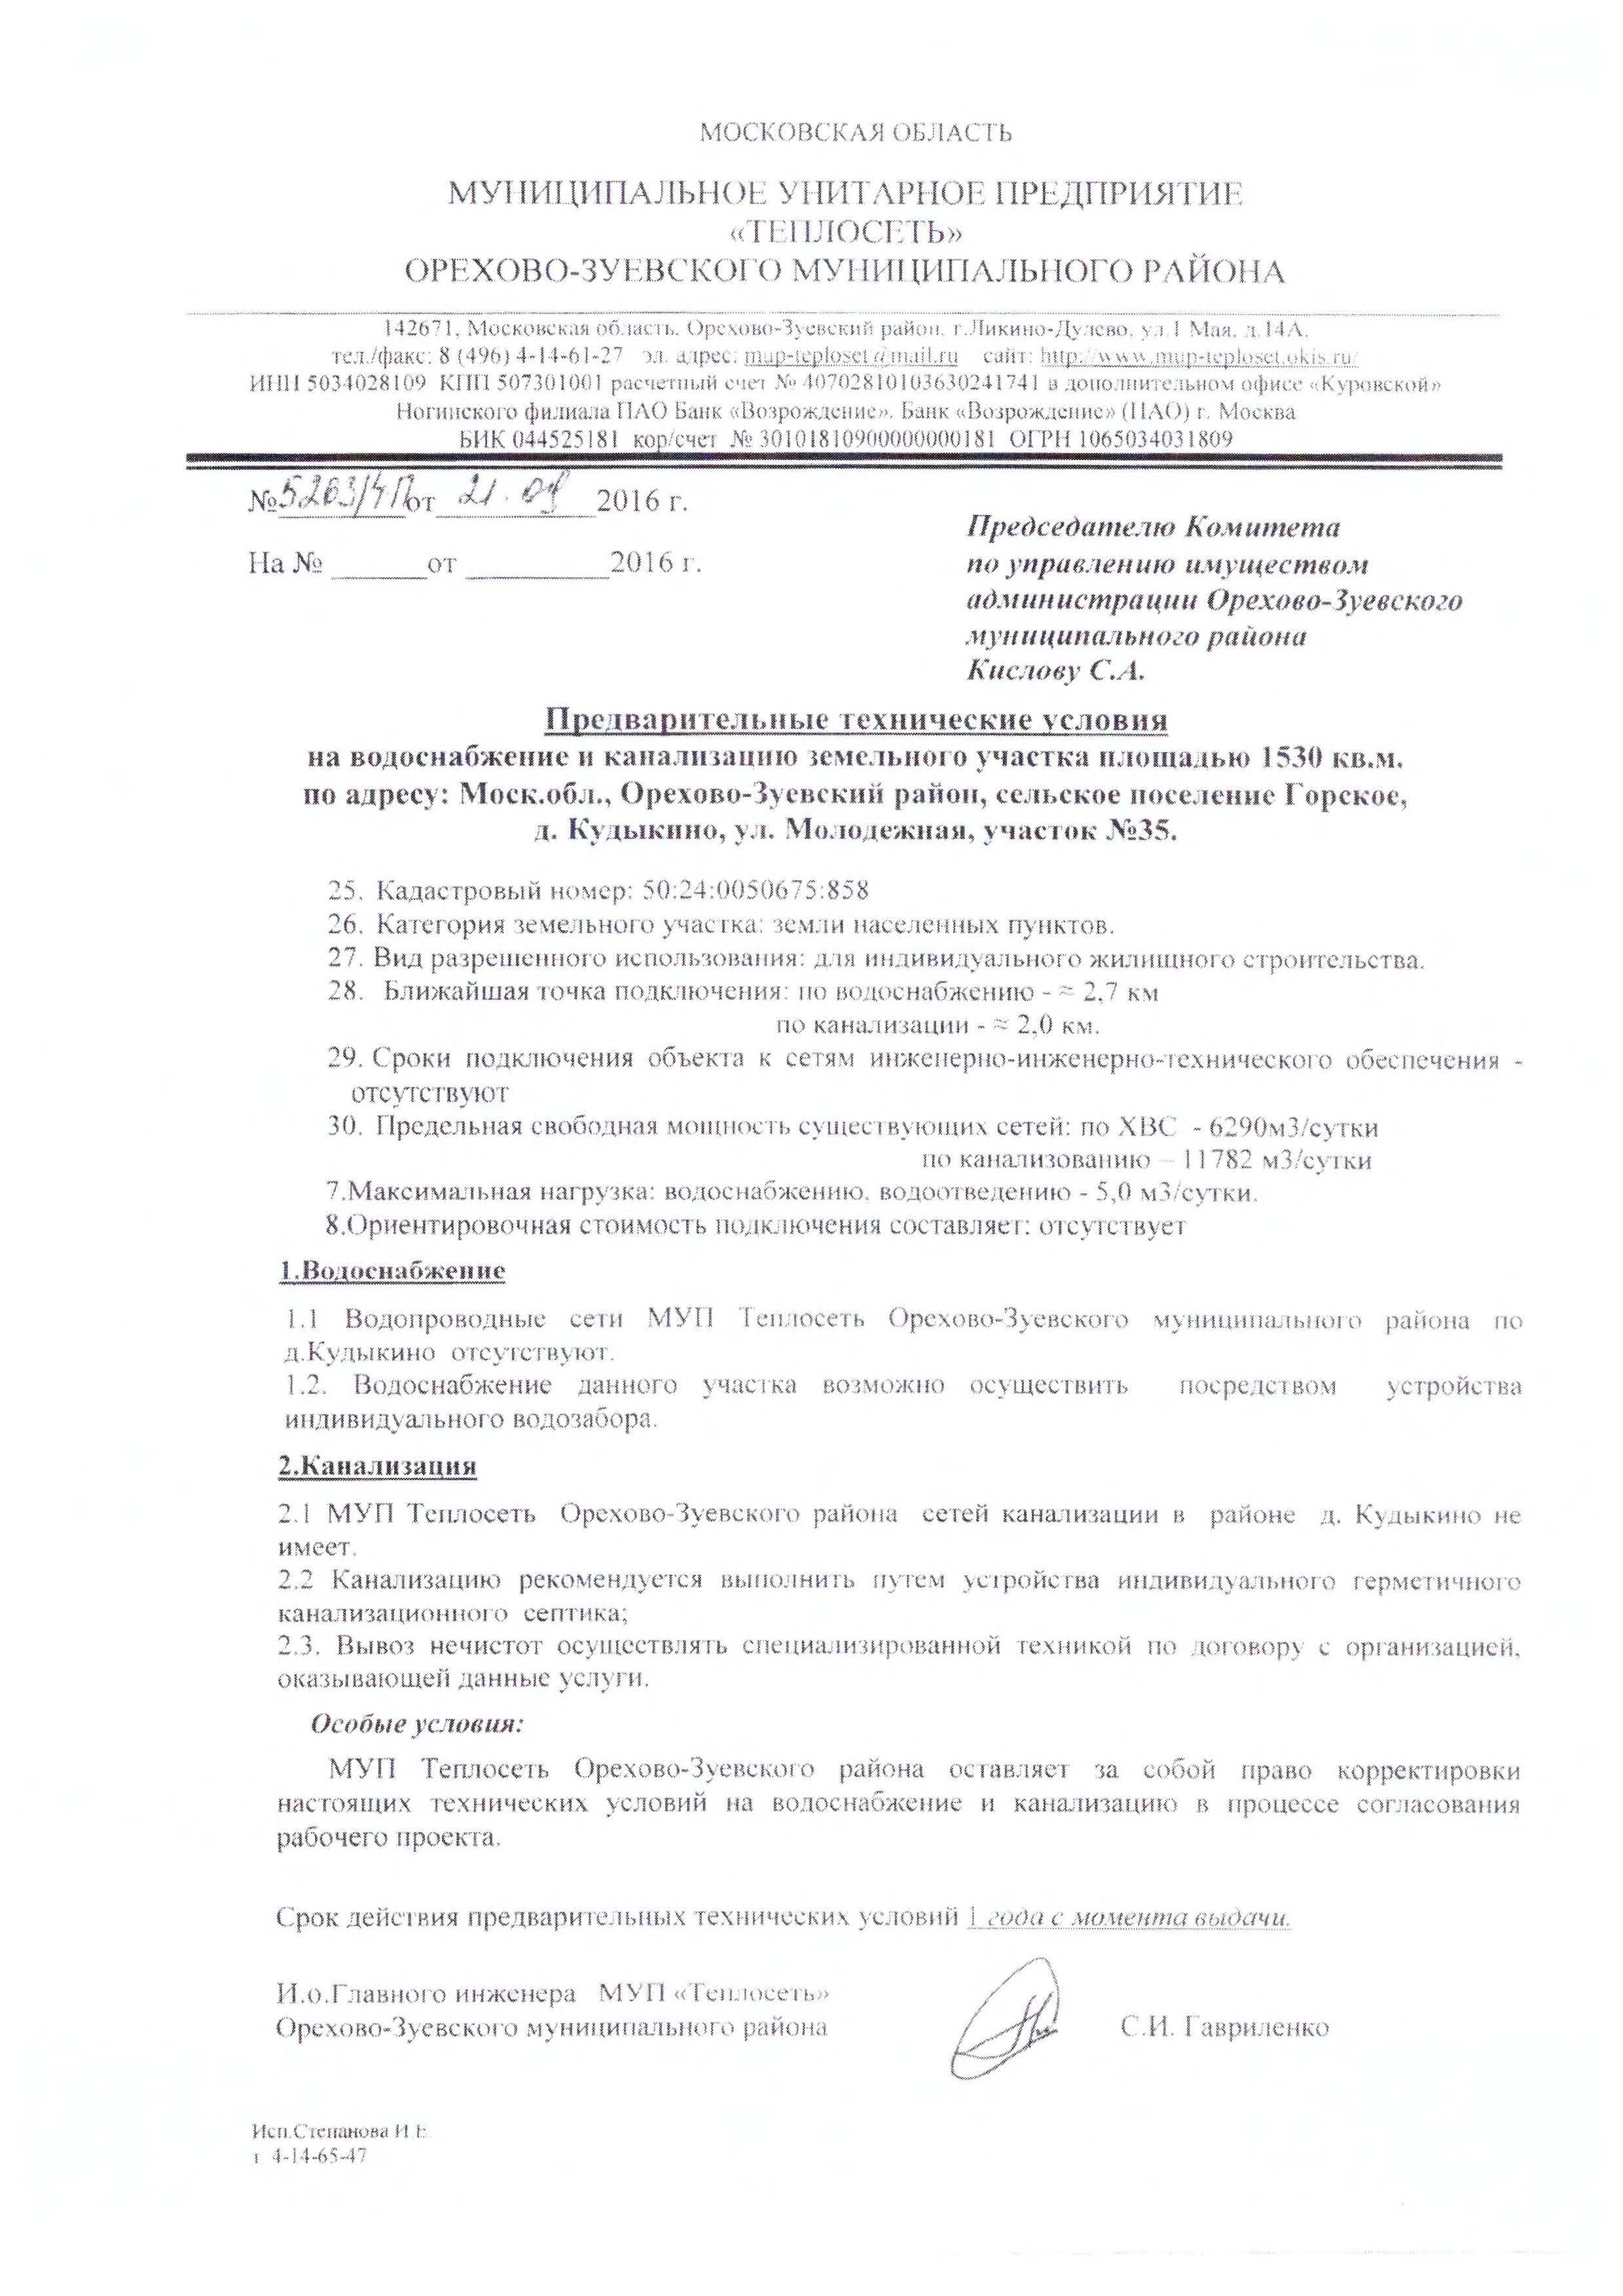 МОСКОВСКАЯ ОБЛАСТЬ
МУНИЦИПАЛЬНОЕ УНИТАРНОЕ ПРЕДПРИЯТИЕ
«ТЕПЛОСЕТЬ»
ОРЕХОВО-ЗУЕВСКОГО МУНИЦИПАЛЬНОГО РАЙОНА
142671, Московская область, Орехово-Зуевский район, г.Ликино-Дулево, ул.1 Мая, д.14А.
тел./факс: 8 (496) 4-14-61-27 эл. адрес: mup-teploset@mail.ru сайт: http://www.mup-teploset.okis.ru/
ИНН 5034028109 КПП 507301001 расчетный счет № 40702810103630241741 в дополнительном офисе «Куровской»
Ногинского филиала ПАО Банк «Возрождение», Банк «Возрождение» (ПАО) г. Москва
БИК 044525181 кор/счет № 30101810900000000181 ОГРН 1065034031809
№ от 21. 2016 г.
На № ______от _________2016 г.
Председателю Комитета
по управлению имуществом
администрации Орехово-Зуевского
муниципального района
Кислову С.А.
Предварительные технические условия
на водоснабжение и канализацию земельного участка площадью 1530 кв.м.
по адресу: Моск.обл., Орехово-Зуевский район, сельское поселение Горское,
д. Кудыкино, ул. Молодежная, участок №35.
25. Кадастровый номер: 50:24:0050675:858
26. Категория земельного участка: земли населенных пунктов.
27. Вид разрешенного использования: для индивидуального жилищного строительства.
28. Ближайшая точка подключения: по водоснабжению - ≈ 2,7 км
по канализации - ≈ 2,0 км.
29. Сроки подключения объекта к сетям инженерно-инженерно-технического обеспечения -
отсутствуют
30. Предельная свободная мощность существующих сетей: по ХВС - 6290м3/сутки
по канализованию – 11782 м3/сутки
7.Максимальная нагрузка: водоснабжению, водоотведению - 5,0 м3/сутки.
8.Ориентировочная стоимость подключения составляет: отсутствует
1.Водоснабжение
1.1 Водопроводные сети МУП Теплосеть Орехово-Зуевского муниципального района по
д.Кудыкино отсутствуют.
1.2. Водоснабжение данного участка возможно осуществить посредством устройства
индивидуального водозабора.
2.Канализация
2.1 МУП Теплосеть Орехово-Зуевского района сетей канализации в районе д. Кудыкино не
имеет.
2.2 Канализацию рекомендуется выполнить путем устройства индивидуального герметичного
канализационного септика;
2.3. Вывоз нечистот осуществлять специализированной техникой по договору с организацией,
оказывающей данные услуги.
Особые условия:
МУП Теплосеть Орехово-Зуевского района оставляет за собой право корректировки
настоящих технических условий на водоснабжение и канализацию в процессе согласования
рабочего проекта.
Срок действия предварительных технических условий 1 года с момента выдачи.
И.о.Главного инженера МУП «Теплосеть»
Орехово-Зуевского муниципального района С.И. Гавриленко
Исп.Степанова И.Е
т 4-14-65-47